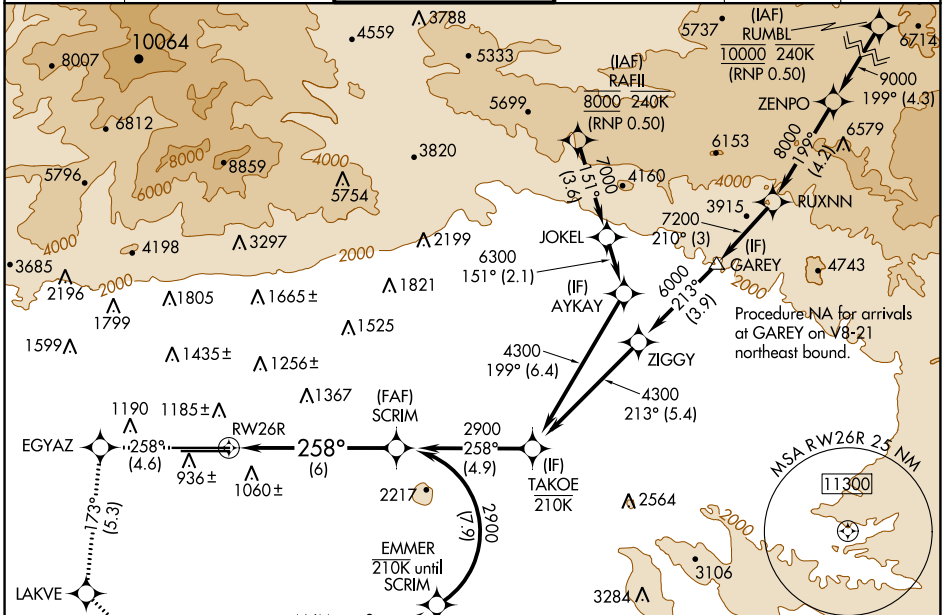 3788
4559
5737
(IAF)
RUMBL
10000 240K
(RNP 0.50)
6714
10064
8007
5333
(IAF)
RAFII
8000 240K
(RNP 0.50)
9000
199° (4.3)
ZENPO
5699
6812
8000
199°
(4.2)
6579
6153
8000
8859
4000
3820
5754
7000
151°
(3.6)
4160
4000
5796
6000
3915
RUXNN
7200
210° (3)
4000
4198
3297
2000
2199
JOKEL
(IF)
GAREY
6300
151° (2.1)
3685
2196
2000
4743
1799
1805
1665±
1821
(IF)
AYKAY
6000
213°
(3.9)
2000
Procedure NA for arrivals
at GAREY on V8-21
northeast bound.
1525
1599
1435±
1256±
4300
199° (6.4)
ZIGGY
4300
213° (5.4)
1367
(FAF)
SCRIM
1190
1185±
RW26R
EGYAZ
258°
(4.6)
258°
(6)
2900
258°
(4.9)
(IF)
TAKOE
210K
936±
1060±
MSA RW26R 25 NM
11300
2217
2564
2000
173°
(5.3)
2900
(7.9)
EMMER
210K until
SCRIM
3106
LAKVE
3284